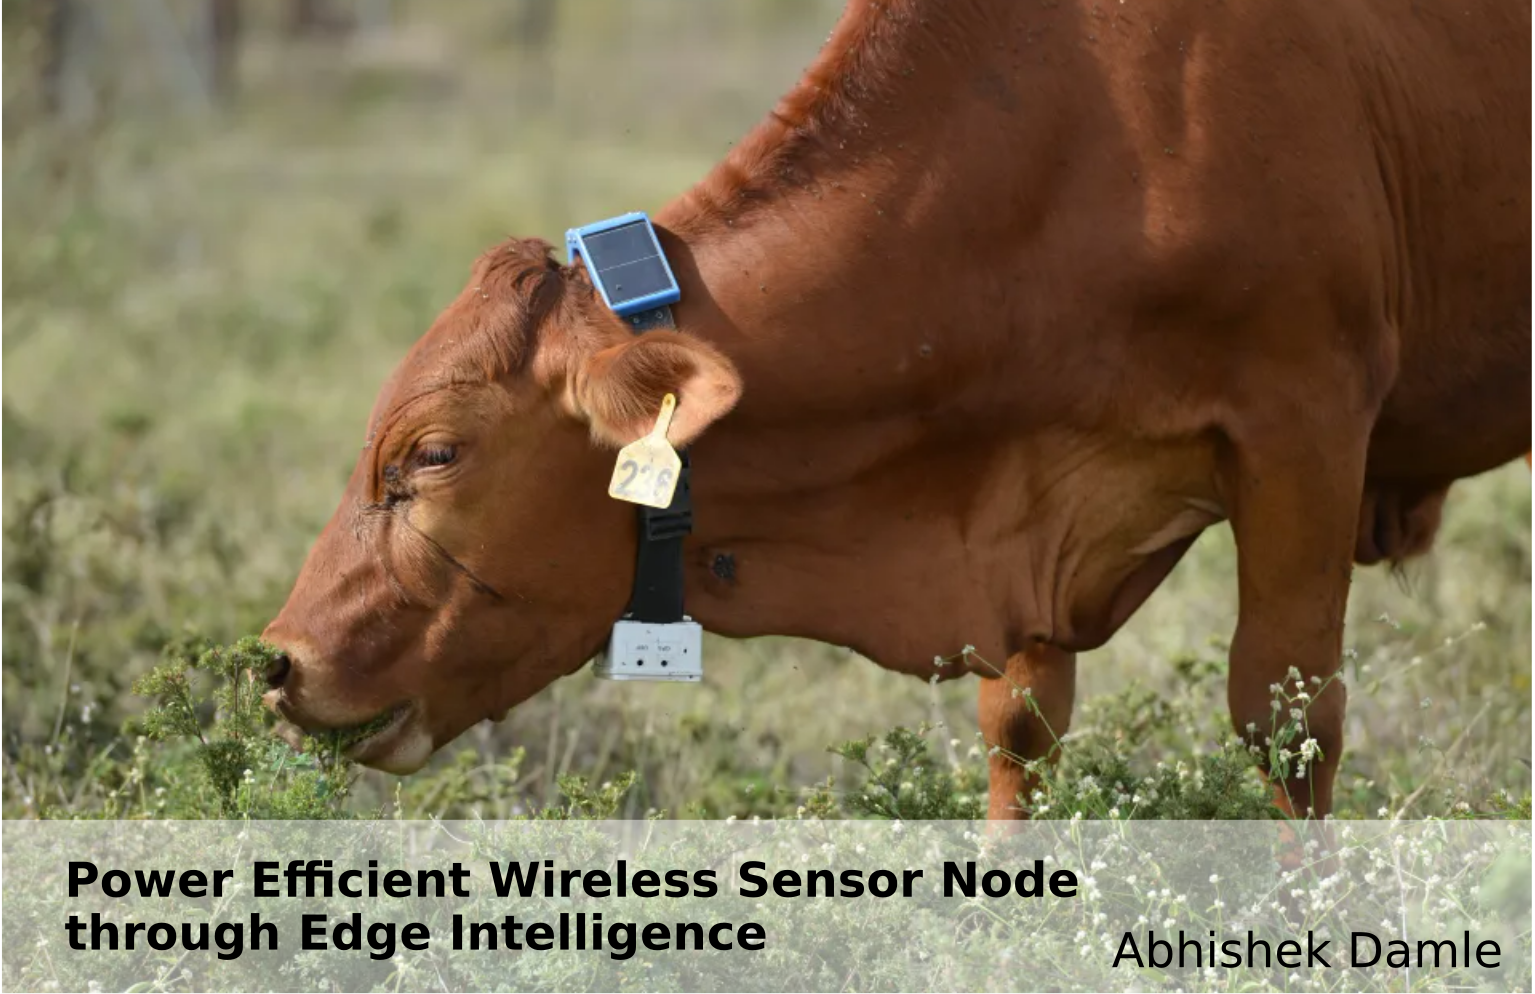 Power Efficient Wireless Sensor Node
through Edge Intelligence
Abhishek Damle